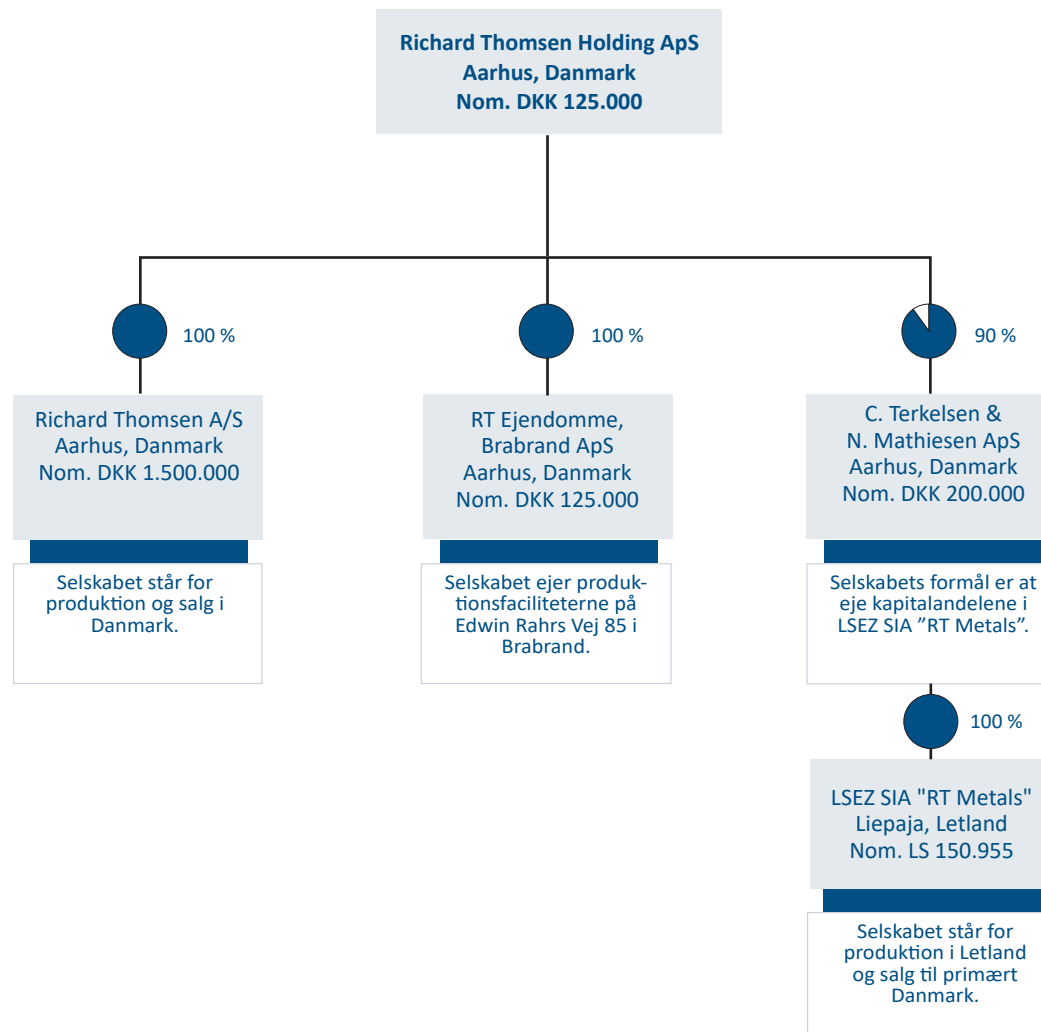 Richard Thomsen Holding ApS
Aarhus, Danmark
Nom. DKK 125.000
100 %
Richard Thomsen A/S
Aarhus, Danmark
Nom. DKK 1.500.000
Selskabet står for
produktion og salg i
Danmark.
100 %
RT Ejendomme,
Brabrand ApS
Aarhus, Danmark
Nom. DKK 125.000
Selskabet ejer produk-
tionsfaciliteterne på
Edwin Rahrs Vej 85 i
Brabrand.
90 %
C. Terkelsen &
N. Mathiesen ApS
Aarhus, Danmark
Nom. DKK 200.000
Selskabets formål er at
eje kapitalandelene i
LSEZ SIA ”RT Metals”.
100 %
LSEZ SIA "RT Metals"
Liepaja, Letland
Nom. LS 150.955
Selskabet står for
produktion i Letland
og salg til primært
Danmark.